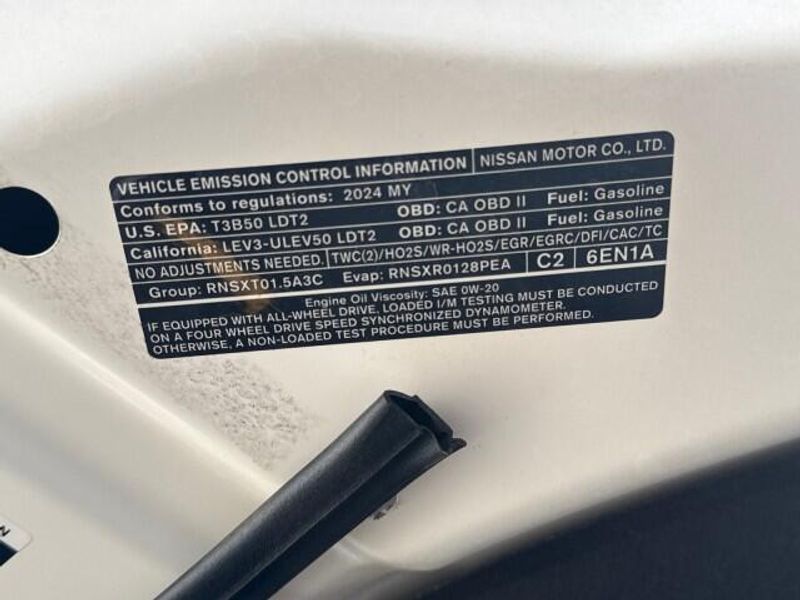 VEHICLE EMISSION CONTROL INFORMATION NISSAN MOTOR CO., LTD.
Conforms to regulations: 2024 MY
U.S. EPA: T3B50 LDT2 OBD: CA OBD II Fuel: Gasoline
California: LEV3-ULEV50 LDT2 OBD: CA OBD II Fuel: Gasoline
NO ADJUSTMENTS NEEDED. TWC(2)/HO2S/WR-HO2S/EGR/EGRC/DFI/CAC/TC
Group: RNSXT01.5A3C Evap: RNSXR0128PEA C2 6EN1A
Engine Oil Viscosity: SAE 0W-20
IF EQUIPPED WITH ALL-WHEEL DRIVE, LOADED I/M TESTING MUST BE CONDUCTED
ON A FOUR WHEEL DRIVE SPEED SYNCHRONIZED DYNAMOMETER.
OTHERWISE, A NON-LOADED TEST PROCEDURE MUST BE PERFORMED.